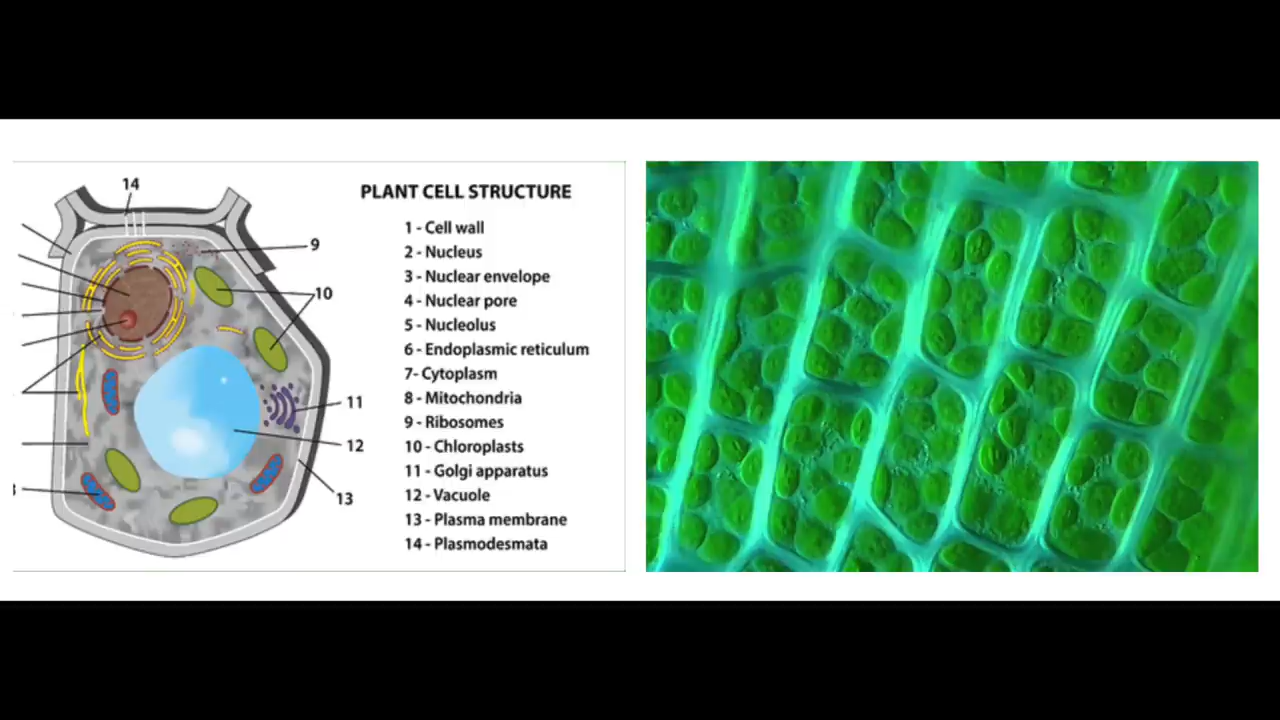 14
PLANT CELL STRUCTURE
1 - Cell wall
9
2 - Nucleus
3 - Nuclear envelope
10
4 - Nuclear pore
5 - Nucleolus
6 - Endoplasmic reticulum
7- Cytoplasm
8 - Mitochondria
11
9 - Ribosomes
12
10 - Chloroplasts
11 - Golgi apparatus
13
12 - Vacuole
13 - Plasma membrane
14 - Plasmodesmata